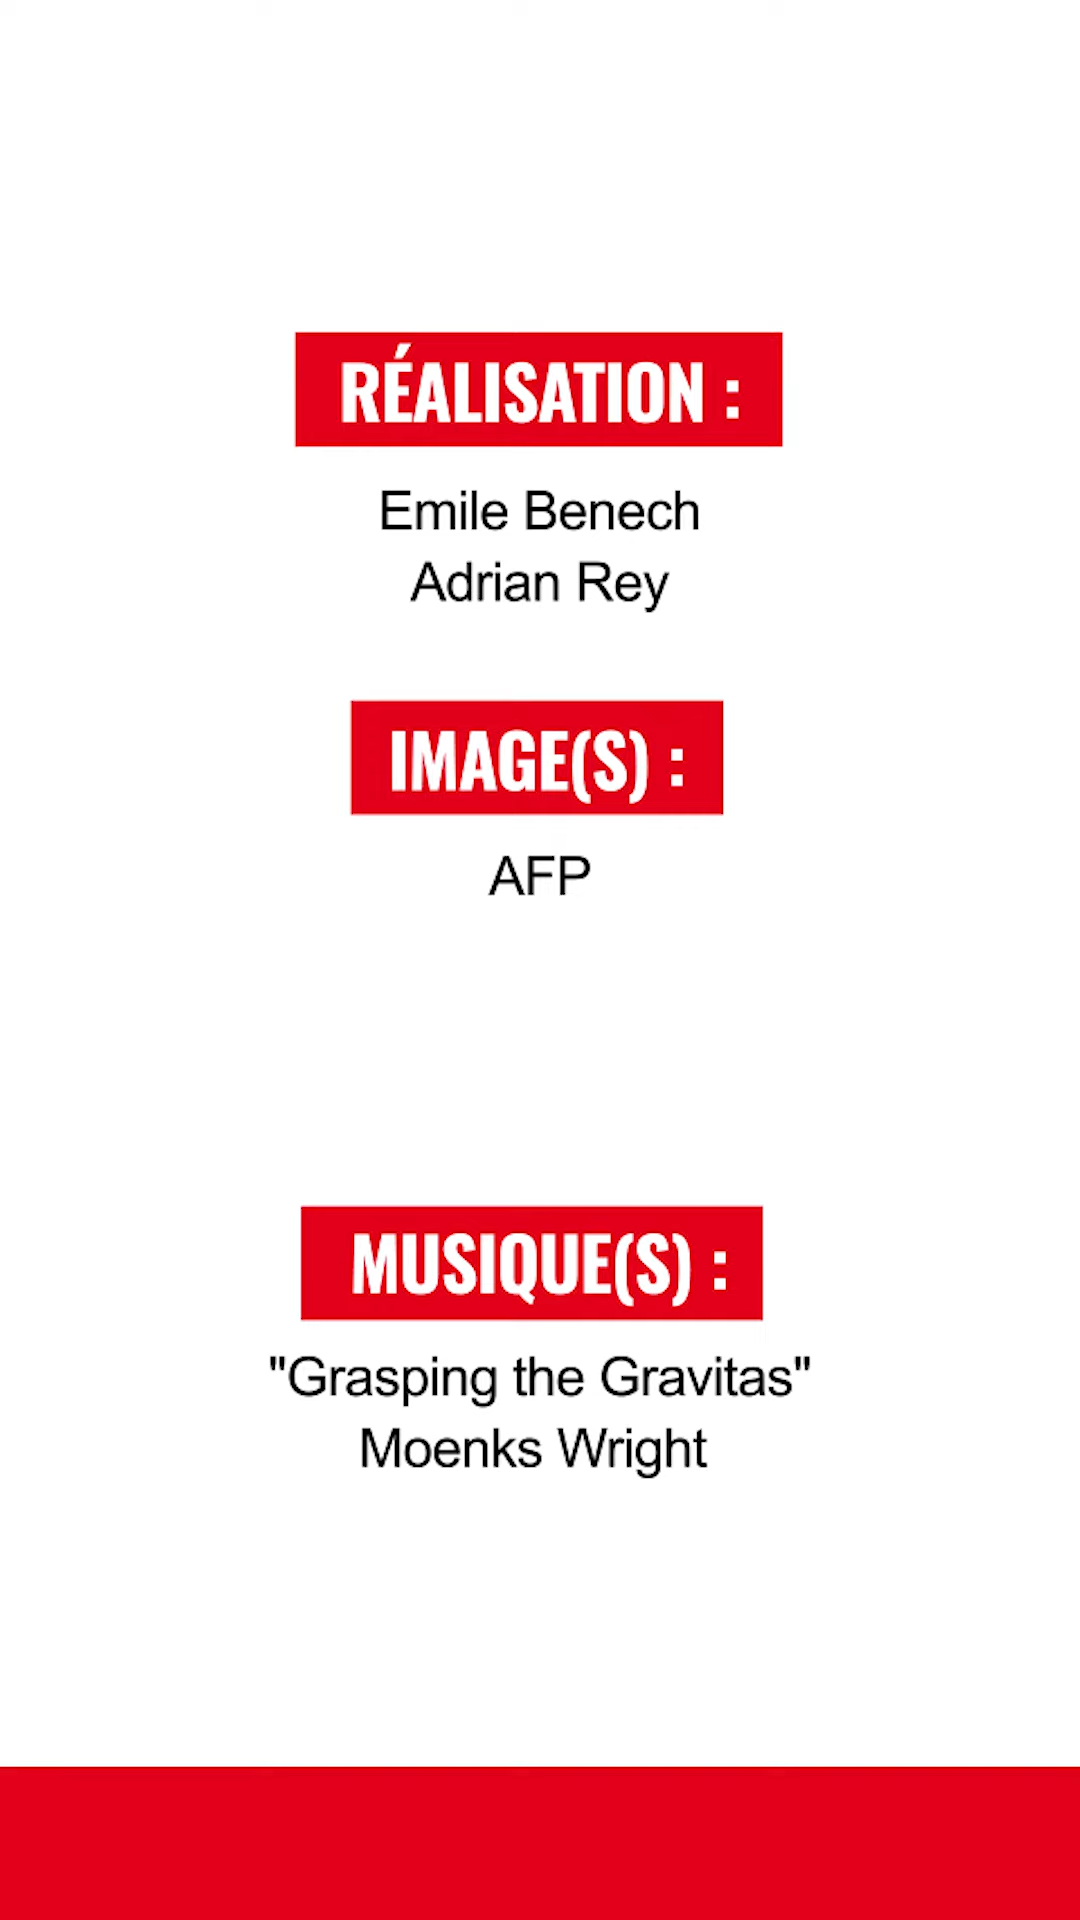 RÉALISATION :
Emile Benech
Adrian Rey
IMAGE(S) :
AFP
MUSIQUE(S) :
"Grasping the Gravitas"
Moenks Wright